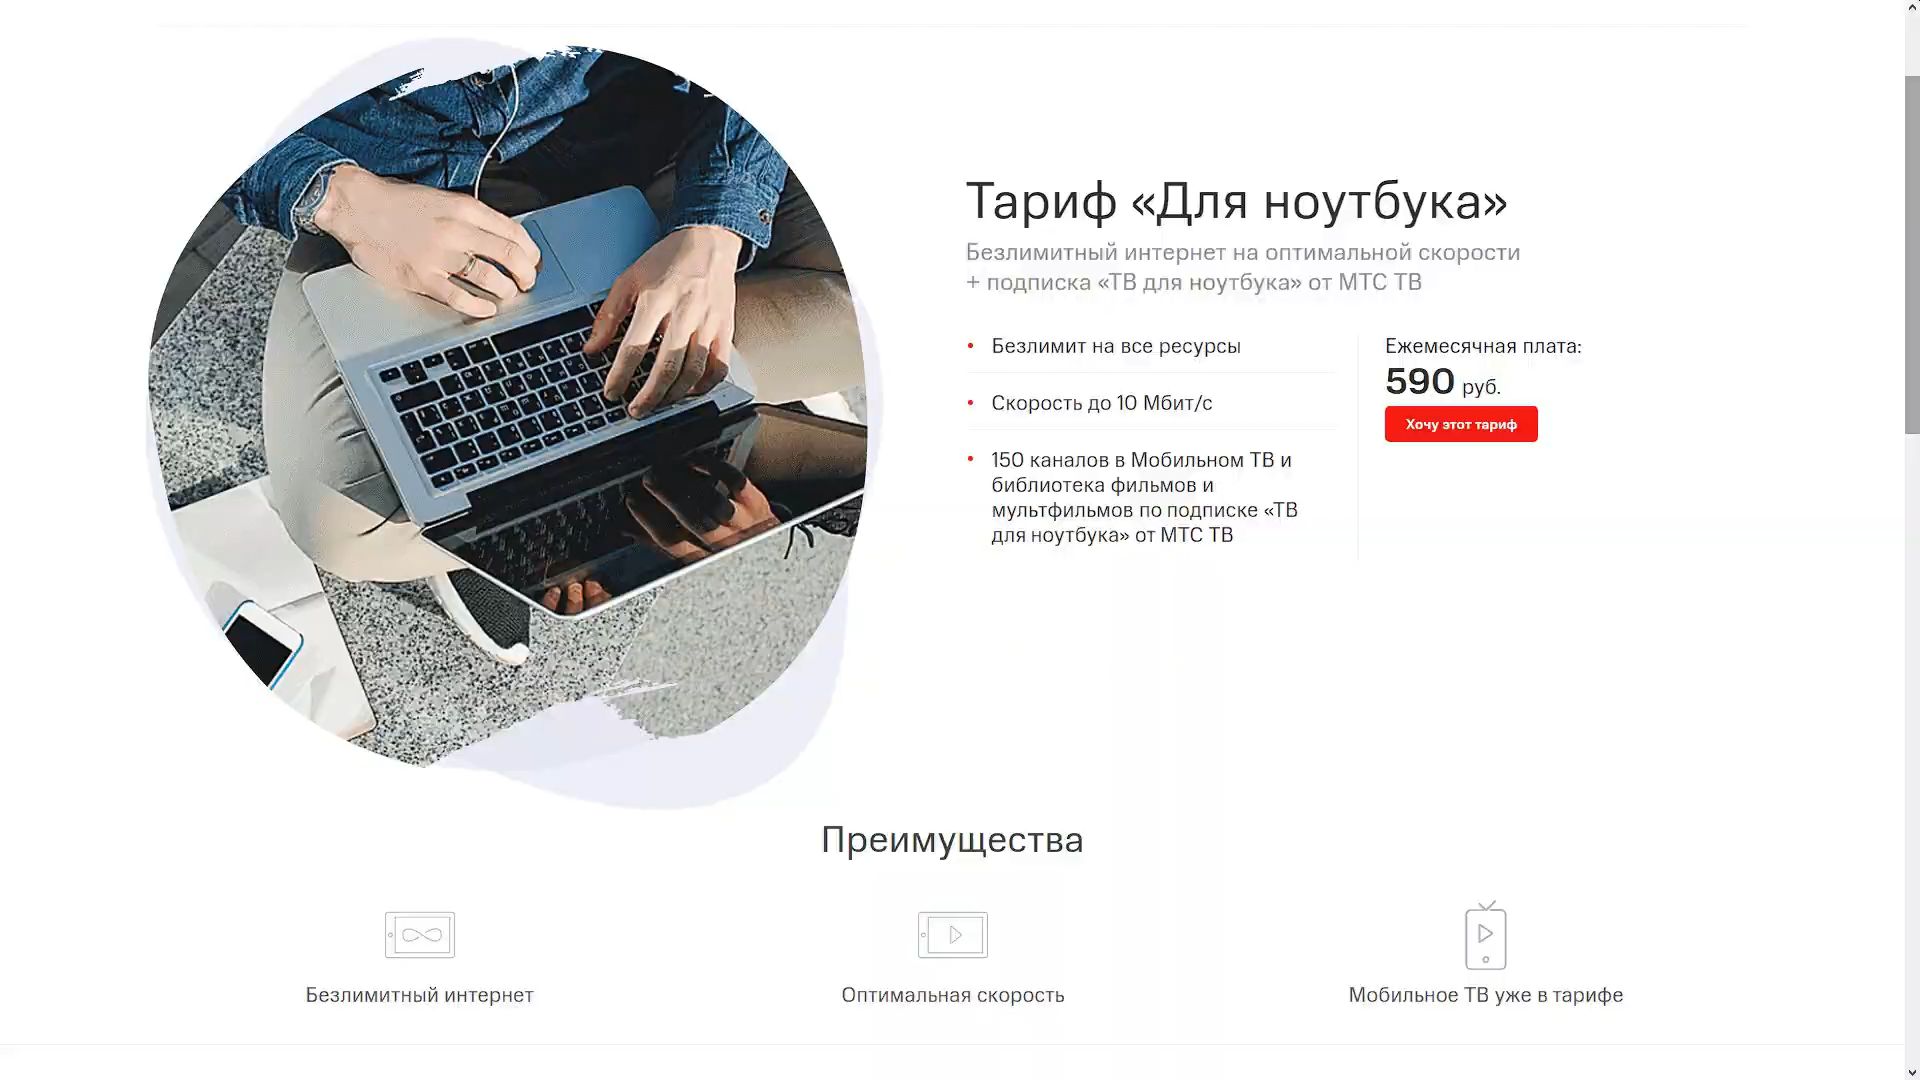 Тариф «Для ноутбука»
Безлимитный интернет на оптимальной скорости
+ подписка «ТВ для ноутбука» от МТС ТВ
Безлимит на все ресурсы
Скорость до 10 Мбит/с
150 каналов в Мобильном ТВ и
библиотека фильмов и
мультфильмов по подписке «ТВ
для ноутбука» от МТС ТВ
Ежемесячная плата:
590 руб.
Хочу этот тариф
Преимущества
Безлимитный интернет
Оптимальная скорость
Мобильное ТВ уже в тарифе